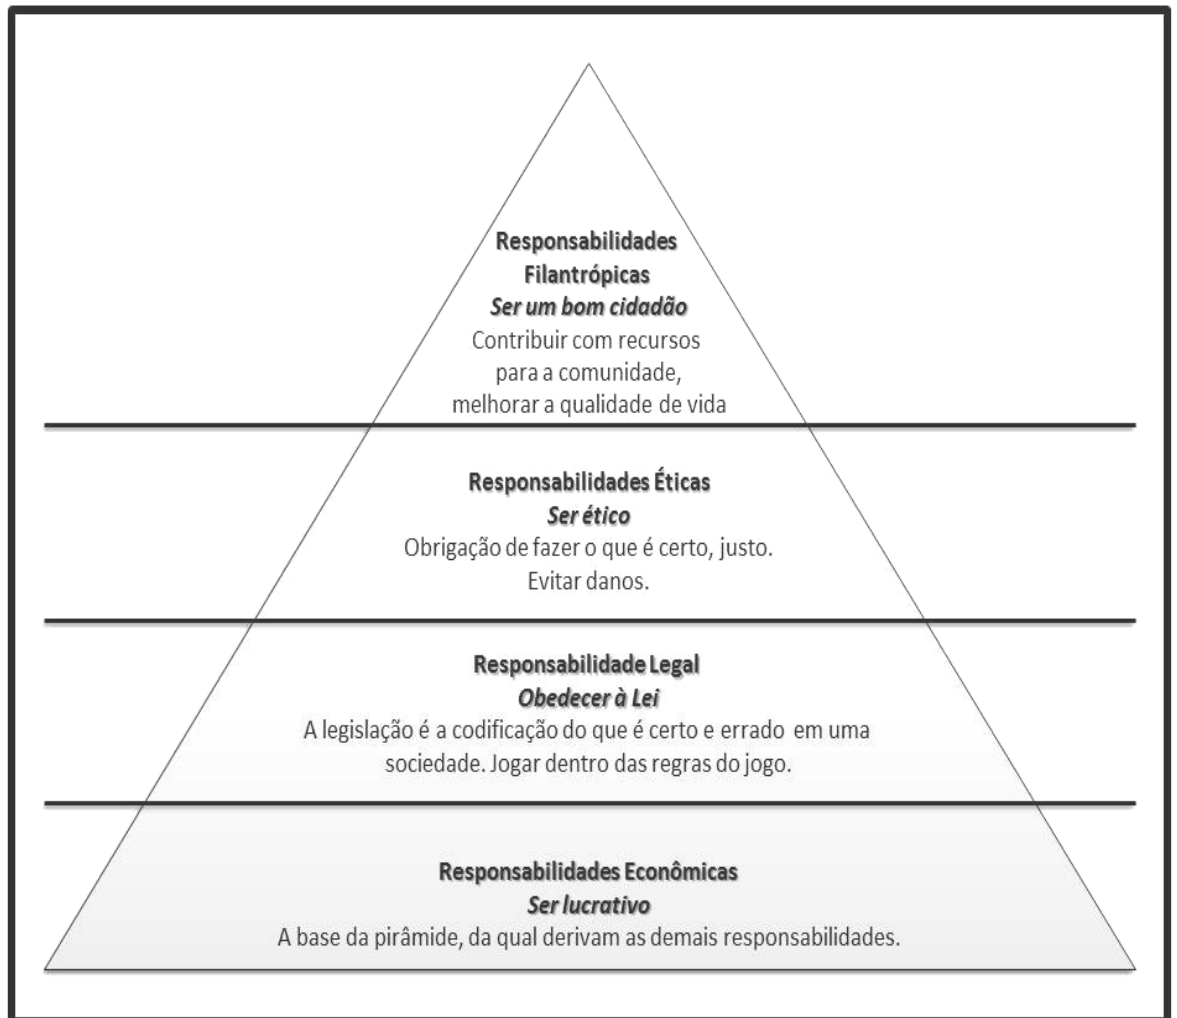 Responsabilidades
Filantrópicas
Ser um bom cidadão
Contribuir com recursos
para a comunidade,
melhorar a qualidade de vida
Responsabilidades Éticas
Ser ético
Obrigação de fazer o que é certo, justo.
Evitar danos.
Responsabilidade Legal
Obedecer à Lei
A legislação é a codificação do que é certo e errado em uma
sociedade. Jogar dentro das regras do jogo.
Responsabilidades Econômicas
Ser lucrativo
A base da pirâmide, da qual derivam as demais responsabilidades.